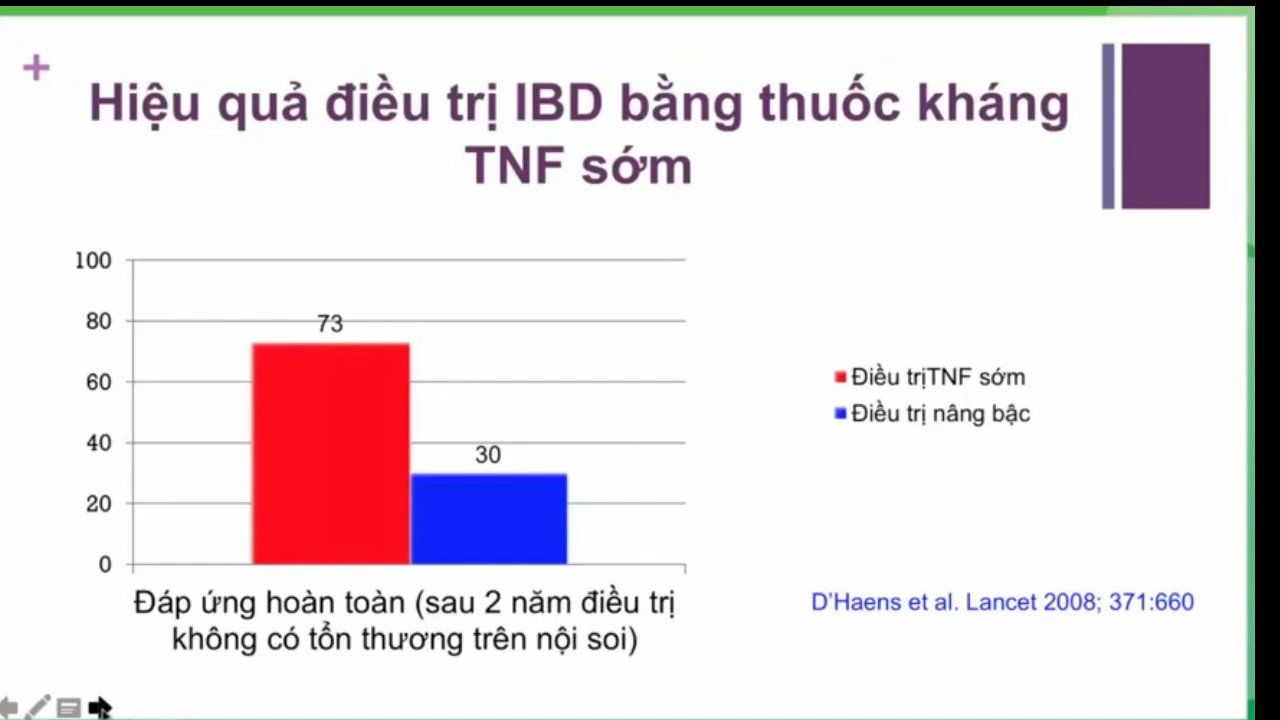 +
Hiệu quả điều trị IBD bằng thuốc kháng
TNF sớm
100
80
60
40
20
0
73
30
Đáp ứng hoàn toàn (sau 2 năm điều trị
không có tổn thương trên nội soi)
Điều trịTNF sớm
Điều trị nâng bậc
D'Haens et al. Lancet 2008; 371:660